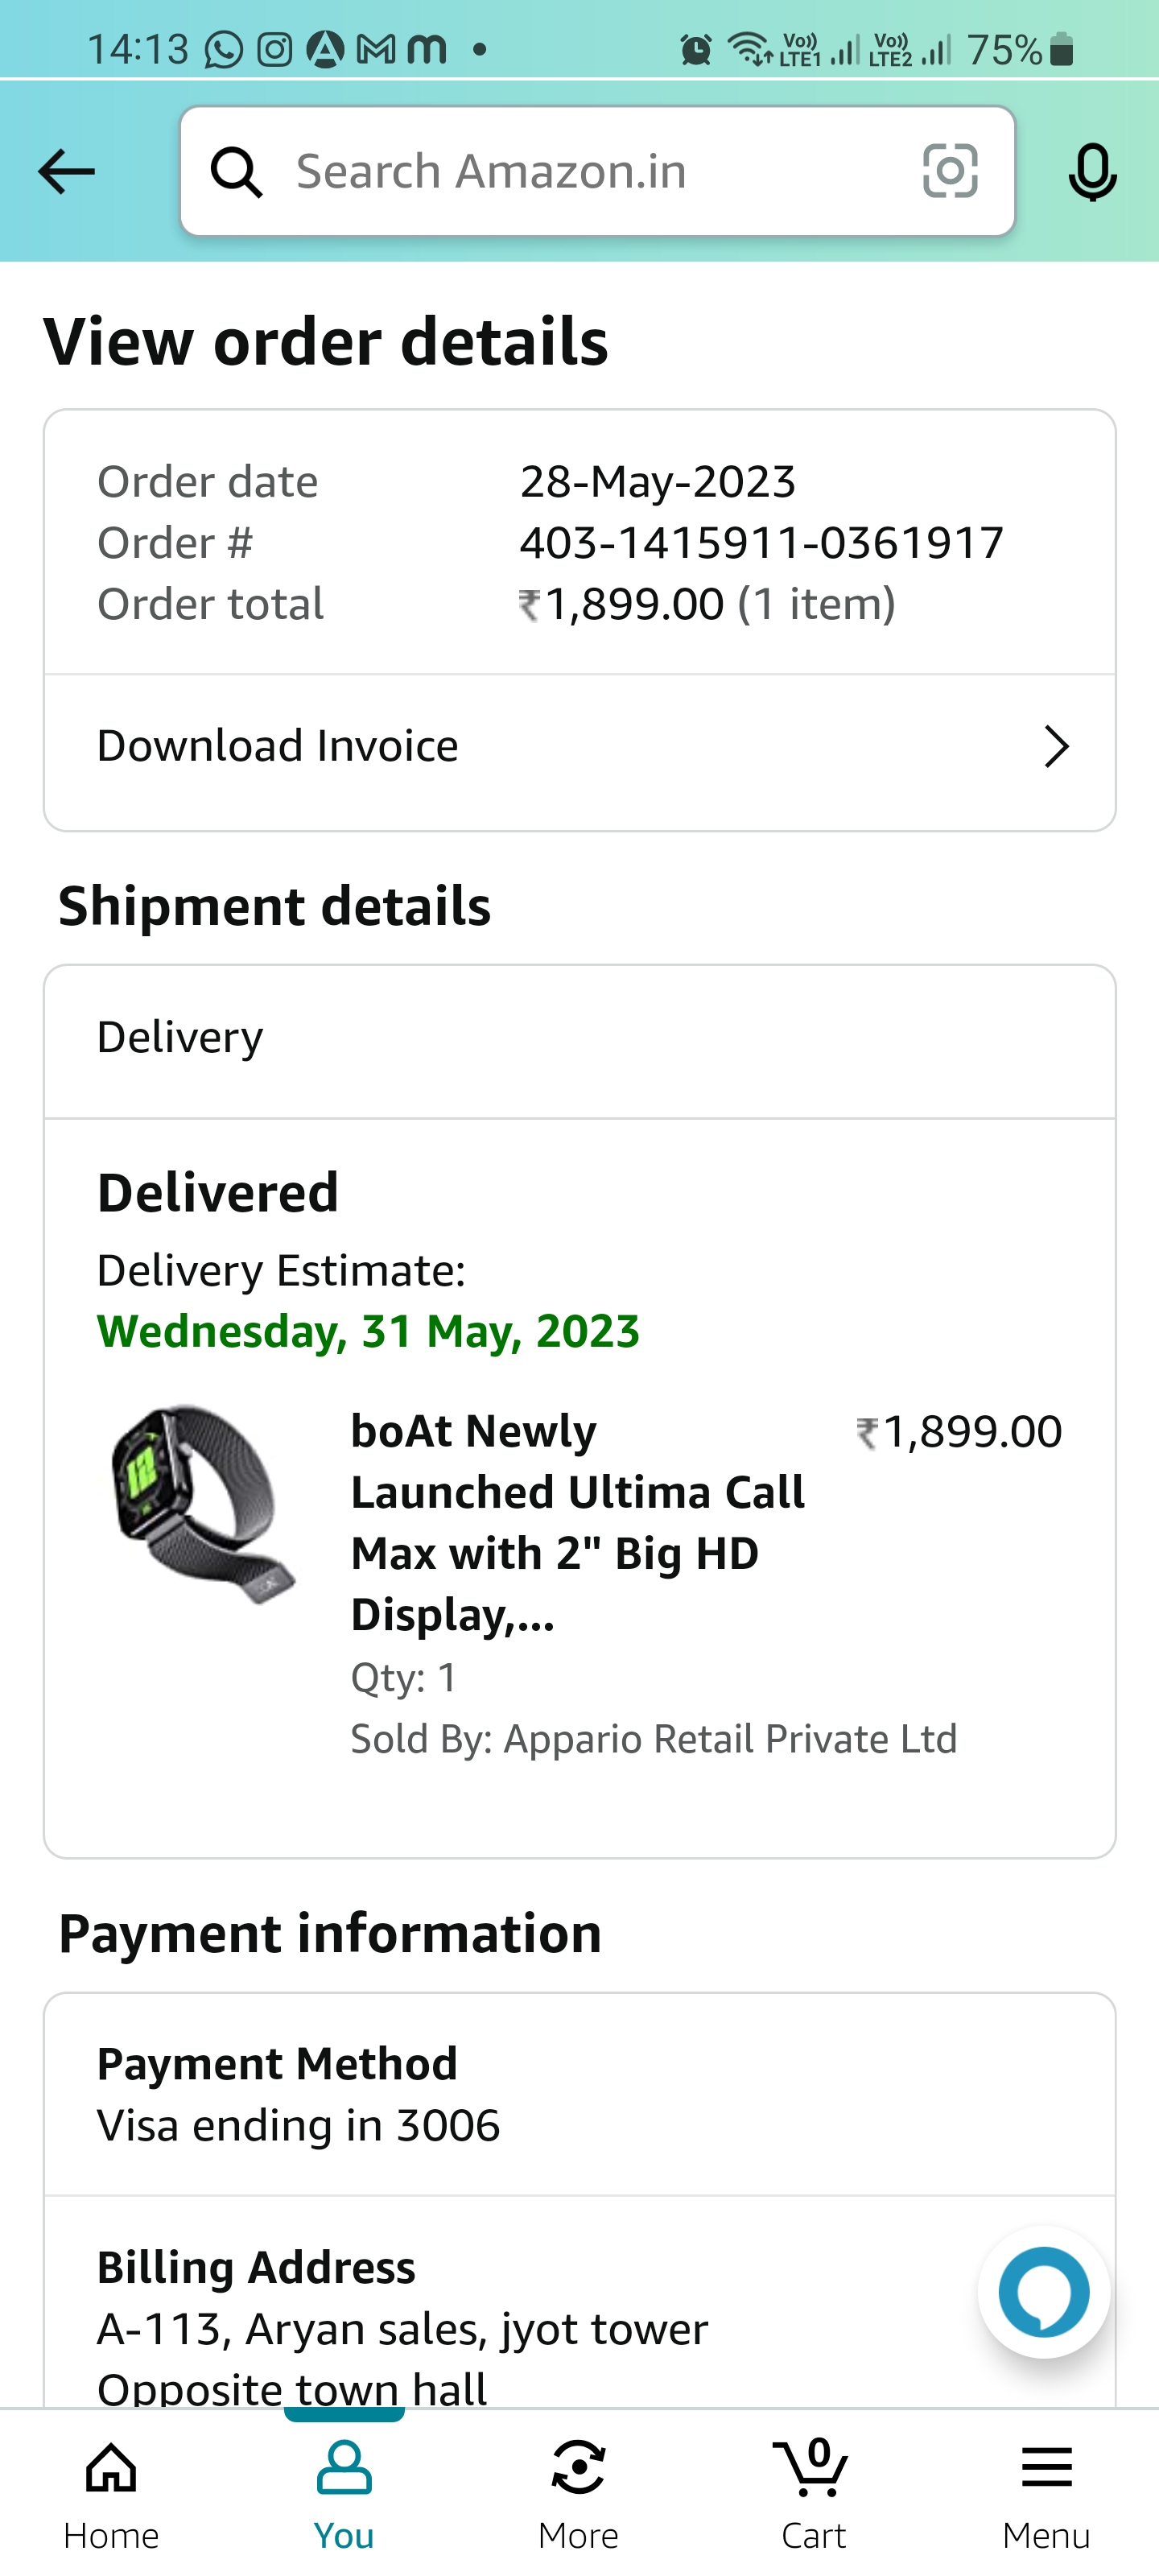 14:13
Vo)) LTE1 Vo)) LTE2 75%
Search Amazon.in
View order details
Order date 28-May-2023
Order # 403-1415911-0361917
Order total ₹1,899.00 (1 item)
Download Invoice
Shipment details
Delivery
Delivered
Delivery Estimate:
Wednesday, 31 May, 2023
boAt Newly ₹1,899.00
Launched Ultima Call
Max with 2" Big HD
Display,...
Qty: 1
Sold By: Appario Retail Private Ltd
Payment information
Payment Method
Visa ending in 3006
Billing Address
A-113, Aryan sales, jyot tower
Opposite town hall
0
Home You More Cart Menu